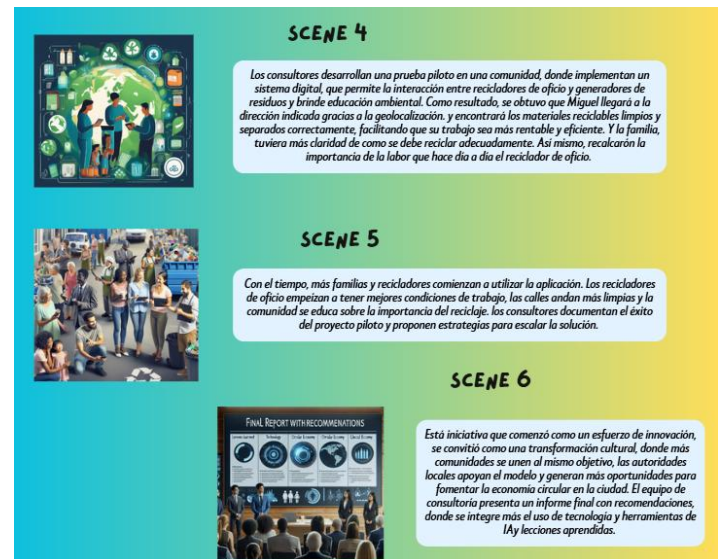 SCENE 4
Los consultores desarrollan una prueba piloto en una comunidad, donde implementan un
sistema digital, que permite la interacción entre recicladores de oficio y generadores de
residuos y brinde educación ambiental. Como resultado, se obtuvo que Miguel llegará a la
dirección indicada gracias a la geolocalización. y encontrará los materiales reciclables limpios y
separados correctamente, facilitando que su trabajo sea más rentable y eficiente. Y la familia,
tuviera más claridad de como se debe reciclar adecuadamente. Así mismo, recalcarón la
importancia de la labor que hace día a día el reciclador de oficio.
SCENE 5
Con el tiempo, más familias y recicladores comienzan a utilizar la aplicación. Los recicladores
de oficio empeizan a tener mejores condiciones de trabajo, las calles andan más limpias y la
comunidad se educa sobre la importancia del reciclaje. los consultores documentan el éxito
del proyecto piloto y proponen estrategias para escalar la solución.
SCENE 6
FINAL REPORT WITH RECOMMENATIONS
Está iniciativa que comenzó como un esfuerzo de innovación,
se convitió como una transformación cultural, donde más
comunidades se unen al mismo objetivo, las autoridades
locales apoyan el modelo y generan más oportunidades para
fomentar la economía circular en la ciudad. El equipo de
consultoría presenta un informe final con recomendaciones,
donde se integre más el uso de tecnología y herramientas de
IAy lecciones aprendidas.